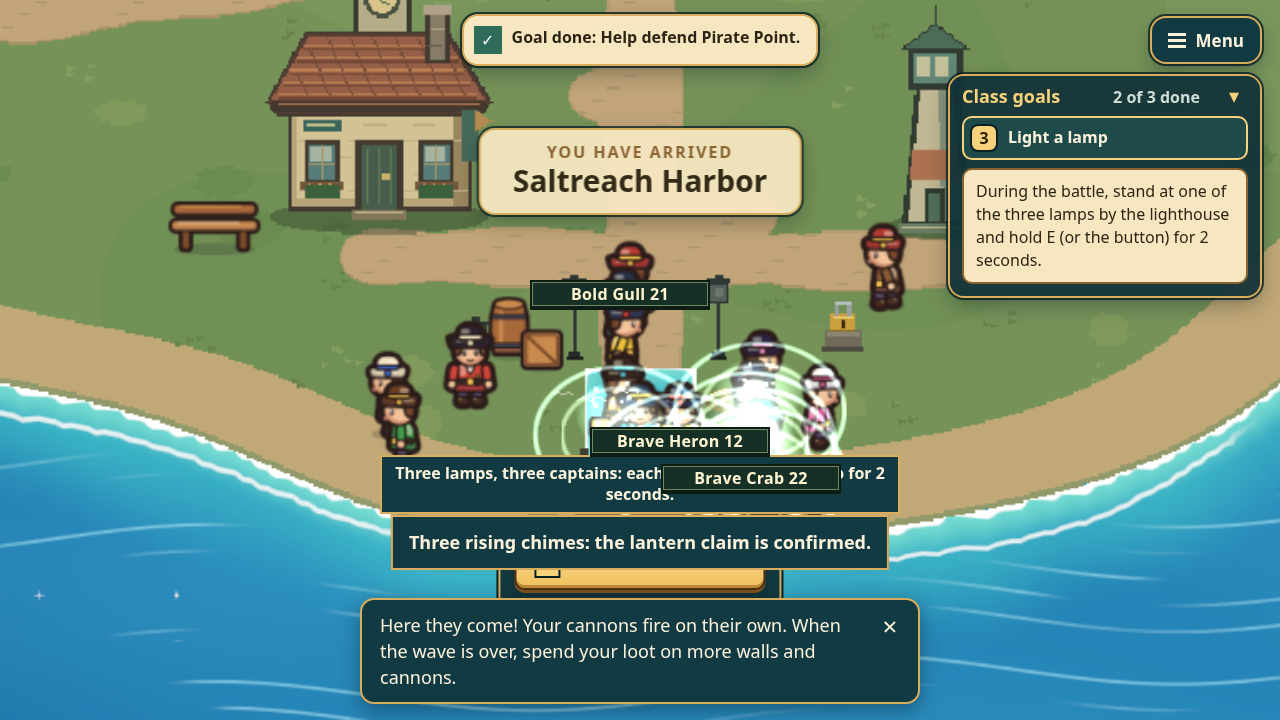 ✓ Goal done: Help defend Pirate Point.
Menu
Class goals 2 of 3 done ▼
3 Light a lamp
During the battle, stand at one of
the three lamps by the lighthouse
and hold E (or the button) for 2
seconds.
YOU HAVE ARRIVED
Saltreach Harbor
Bold Gull 21
Brave Heron 12
Three lamps, three captains: each
for 2
Brave Crab 22
seconds.
Three rising chimes: the lantern claim is confirmed.
Here they come! Your cannons fire on their own. When
the wave is over, spend your loot on more walls and
cannons.